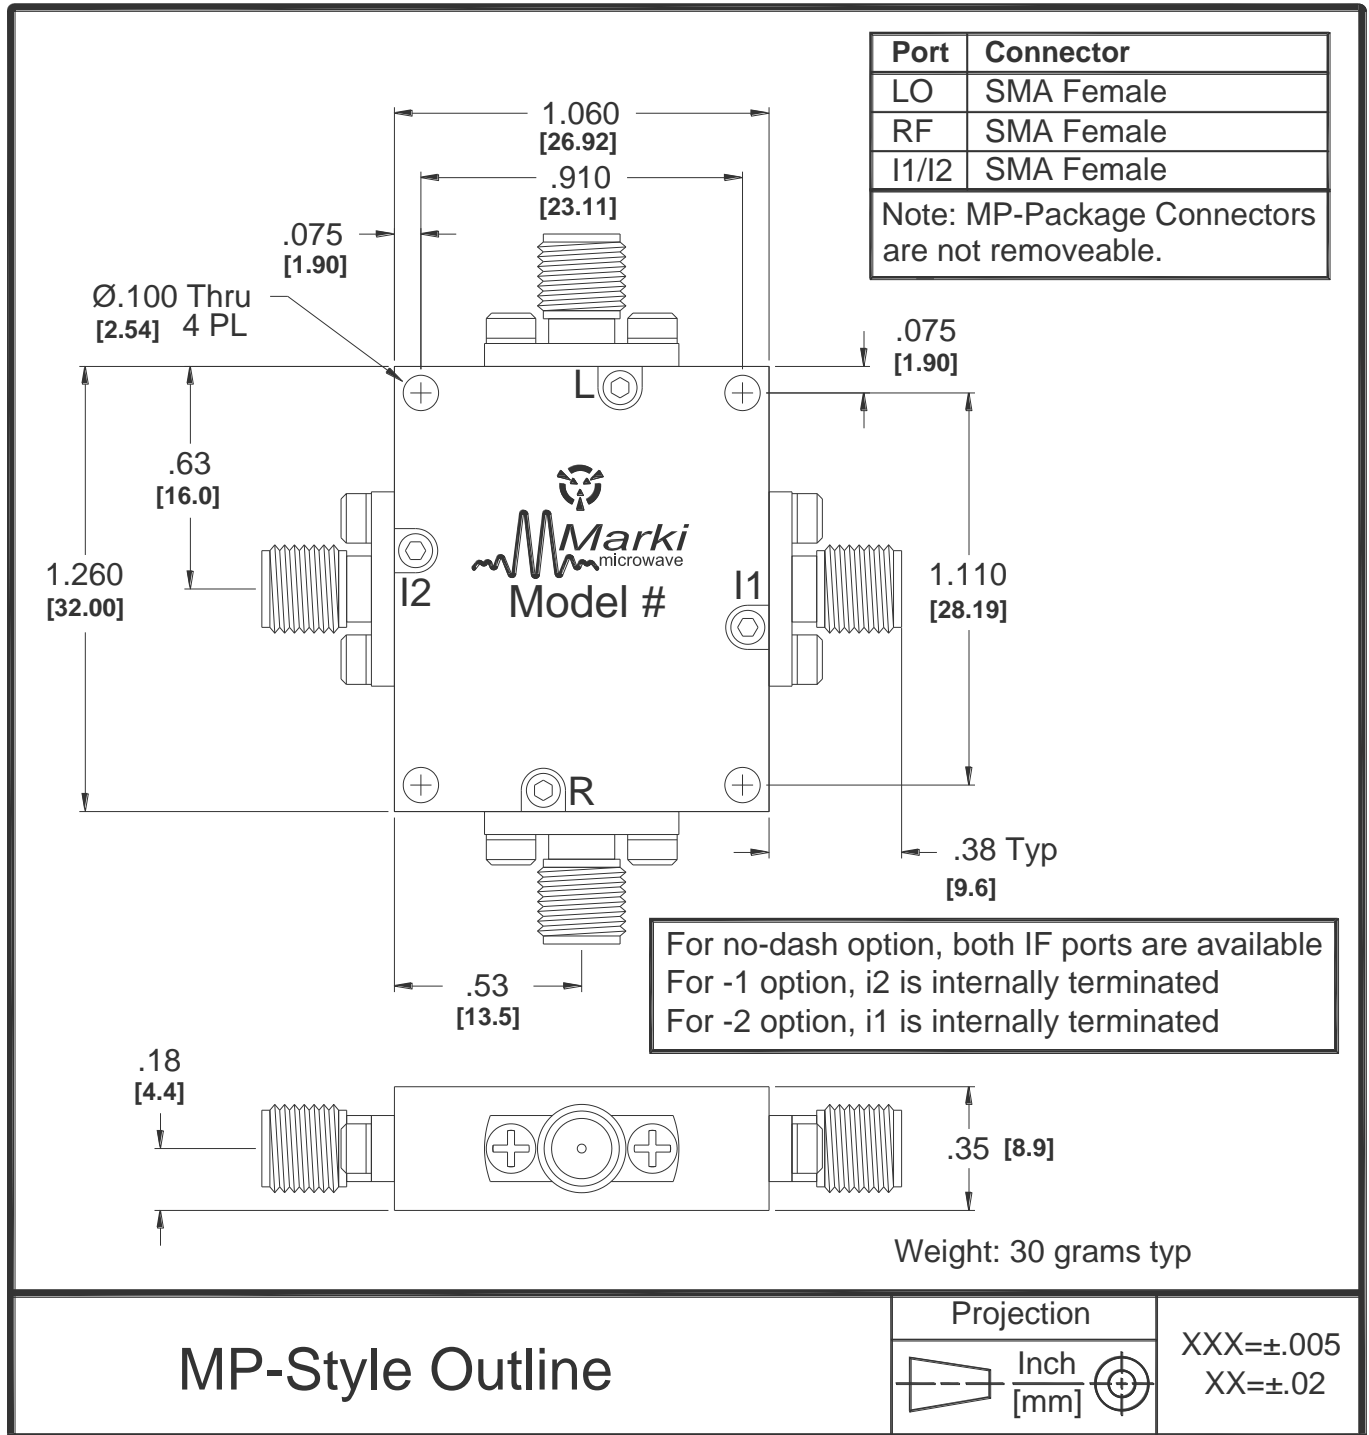 Port Connector
LO SMA Female
RF SMA Female
I1/I2 SMA Female
Note: MP-Package Connectors
are not removeable.
1.060
[26.92]
.910
[23.11]
.075
[1.90]
Ø.100 Thru
[2.54] 4 PL
.075
[1.90]
L
.63
[16.0]
Marki
microwave
Model #
I2
I1
1.260
[32.00]
1.110
[28.19]
R
.38 Typ
[9.6]
For no-dash option, both IF ports are available
For -1 option, i2 is internally terminated
For -2 option, i1 is internally terminated
.53
[13.5]
.18
[4.4]
.35 [8.9]
Weight: 30 grams typ
MP-Style Outline
Projection
Inch
[mm]
XXX=±.005
XX=±.02